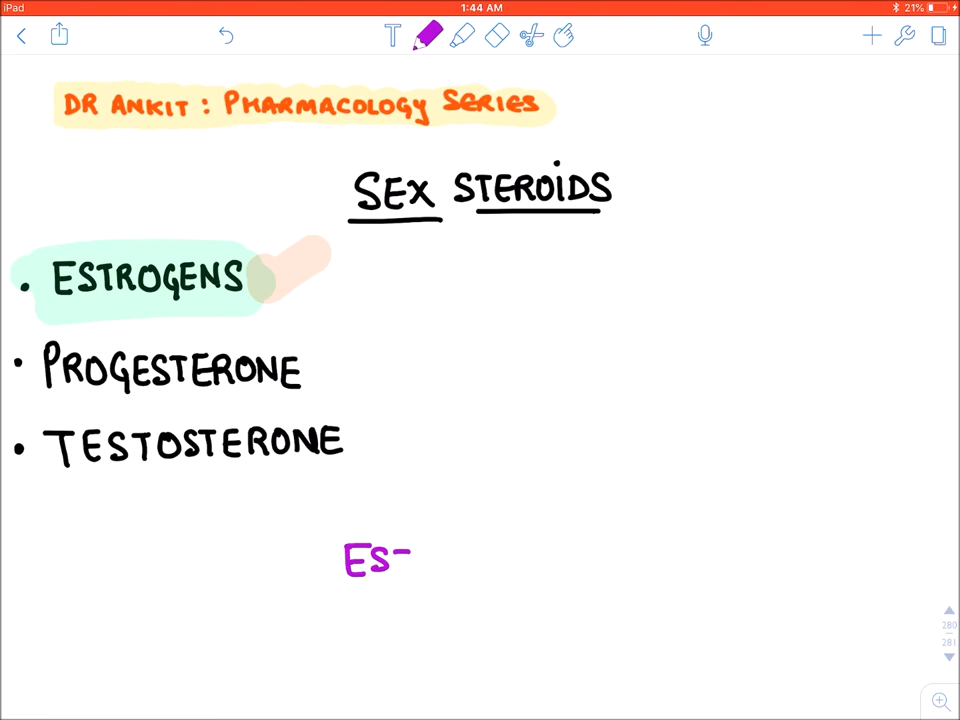 iPad 1:44 AM 21%
T
DR ANKIT : PHARMACOLOGY SERIES
SEX STEROIDS
• ESTROGENS
• PROGESTERONE
• TESTOSTERONE
ES-
280
281